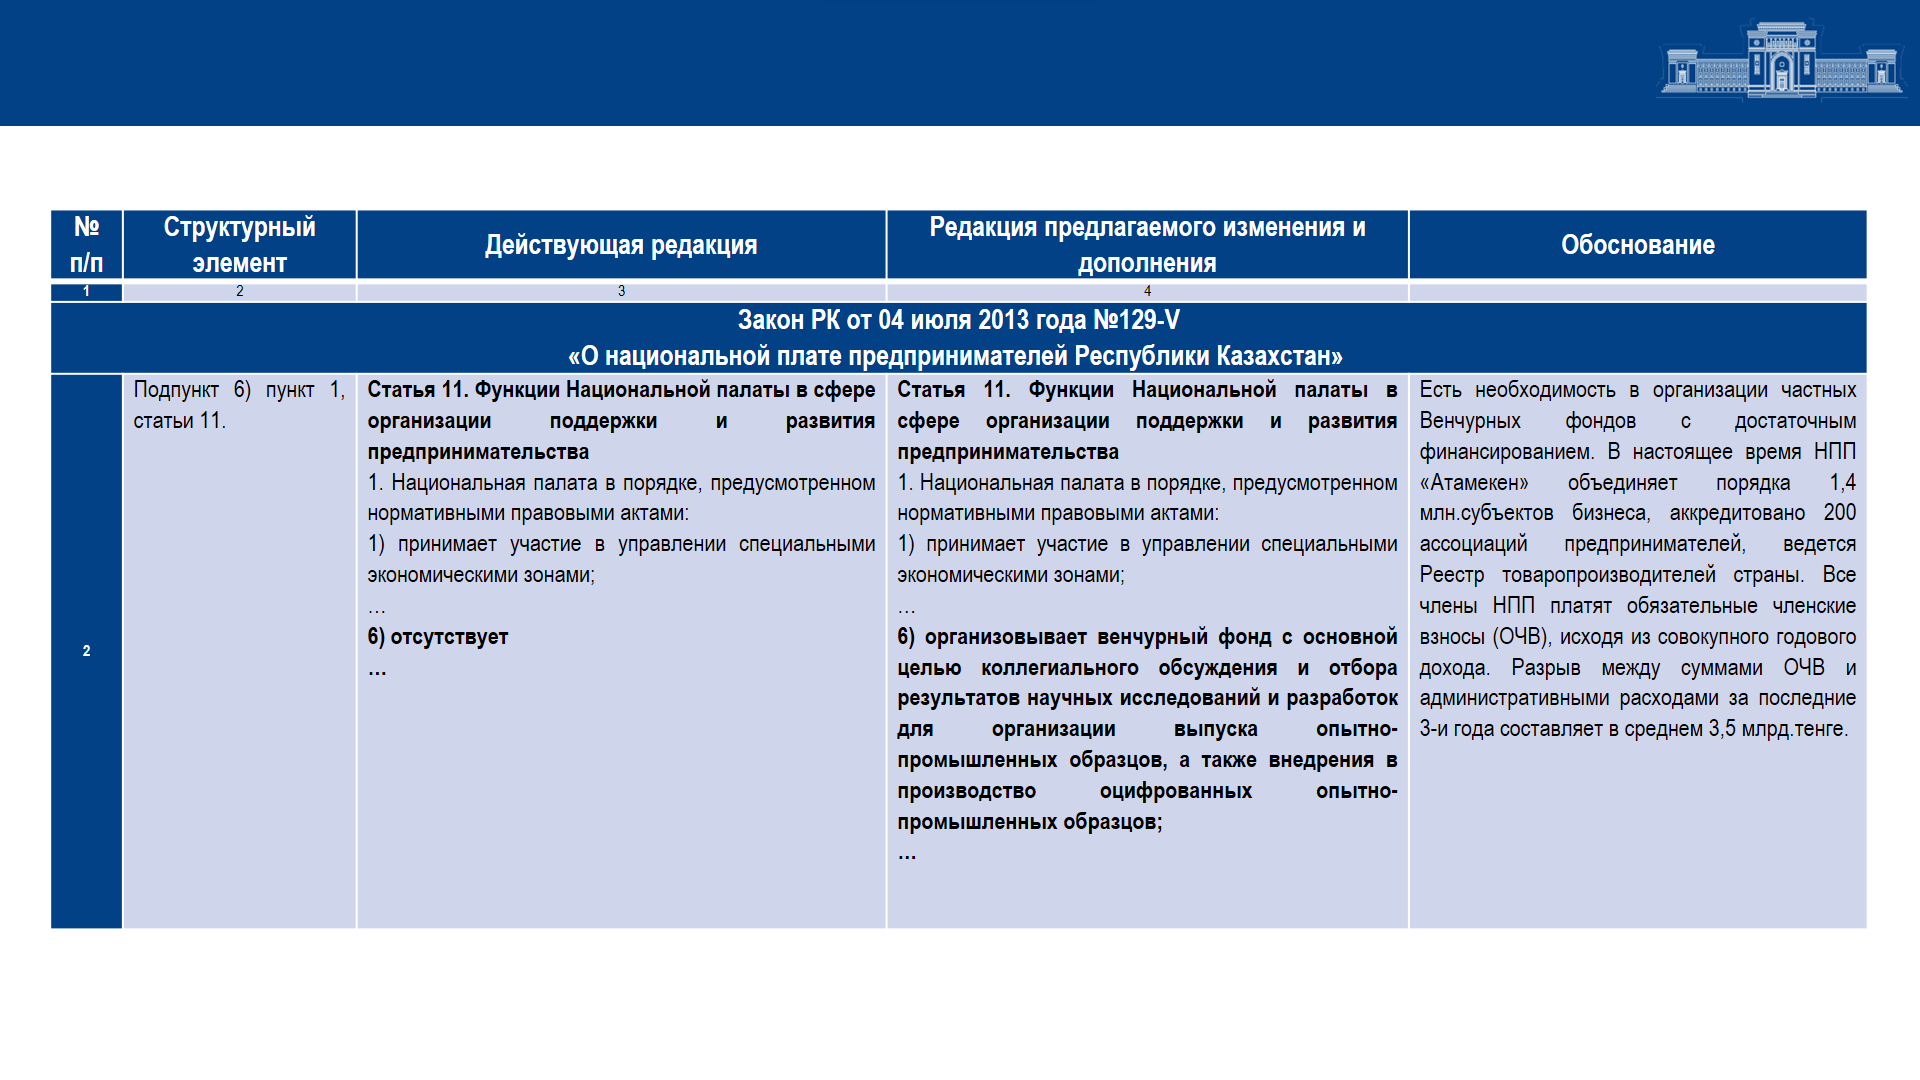 №
п/п
Структурный
элемент
Действующая редакция
Редакция предлагаемого изменения и
дополнения
Обоснование
1
2
3
4
Закон РК от 04 июля 2013 года №129-V
«О национальной плате предпринимателей Республики Казахстан»
2
Подпункт 6) пункт 1,
статьи 11.
Статья 11. Функции Национальной палаты в сфере
организации поддержки и развития
предпринимательства
1. Национальная палата в порядке, предусмотренном
нормативными правовыми актами:
1) принимает участие в управлении специальными
экономическими зонами;
…
6) отсутствует
…
Статья 11. Функции Национальной палаты в
сфере организации поддержки и развития
предпринимательства
1. Национальная палата в порядке, предусмотренном
нормативными правовыми актами:
1) принимает участие в управлении специальными
экономическими зонами;
…
6) организовывает венчурный фонд с основной
целью коллегиального обсуждения и отбора
результатов научных исследований и разработок
для организации выпуска опытно-
промышленных образцов, а также внедрения в
производство оцифрованных опытно-
промышленных образцов;
…
Есть необходимость в организации частных
Венчурных фондов с достаточным
финансированием. В настоящее время НПП
«Атамекен» объединяет порядка 1,4
млн.субъектов бизнеса, аккредитовано 200
ассоциаций предпринимателей, ведется
Реестр товаропроизводителей страны. Все
члены НПП платят обязательные членские
взносы (ОЧВ), исходя из совокупного годового
дохода. Разрыв между суммами ОЧВ и
административными расходами за последние
3-и года составляет в среднем 3,5 млрд.тенге.